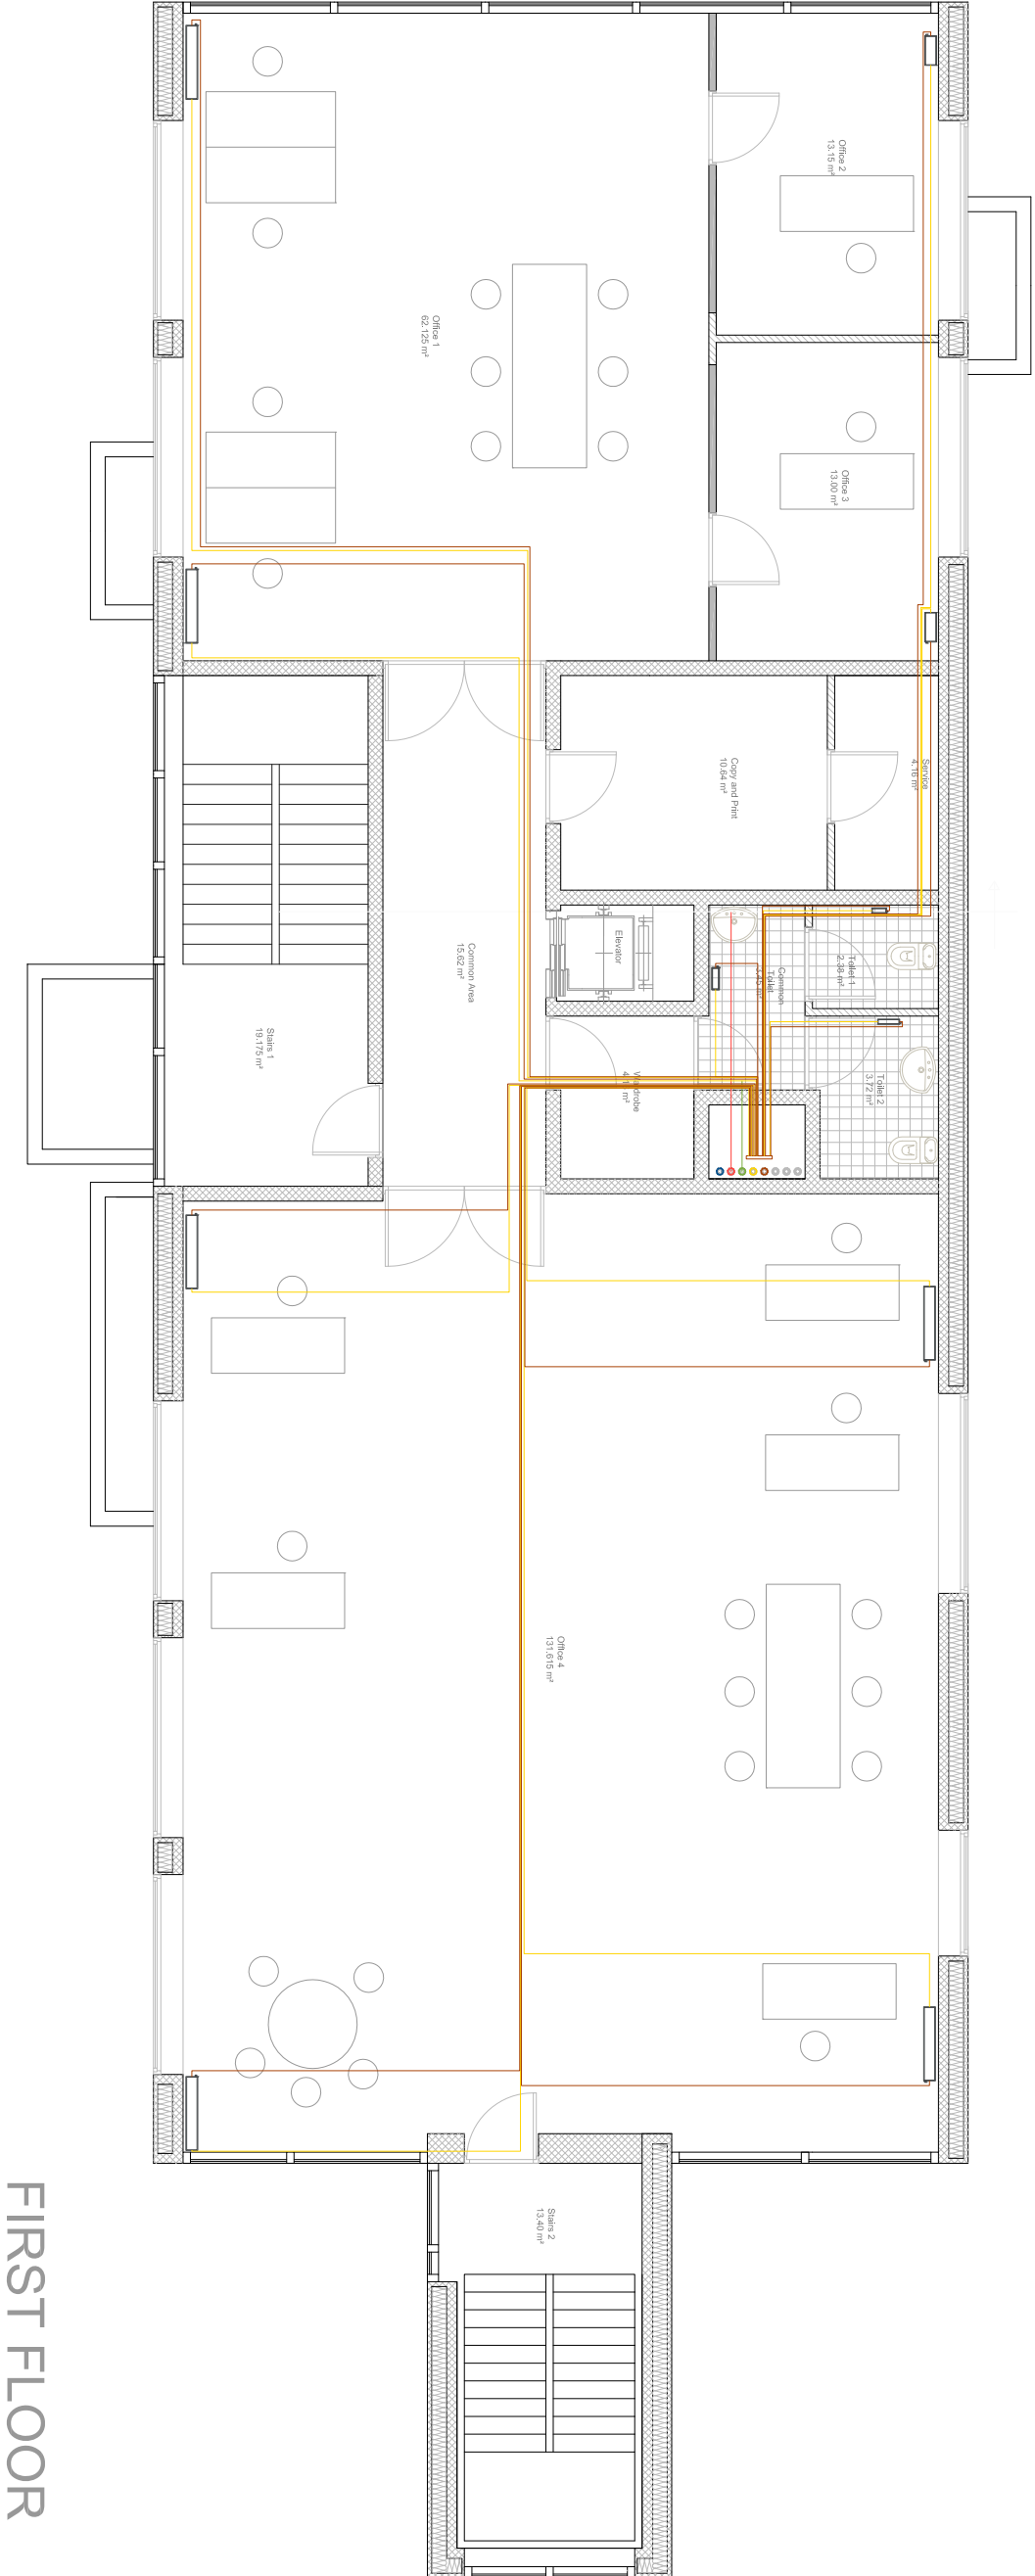 Office 2
13.15 m²
Office 1
62.125 m²
Office 3
13.00 m²
Service
4.16 m²
Copy and Print
10.64 m²
Elevator
Common Area
15.62 m²
Common
Toilet
3.45 m²
Toilet 1
2.38 m²
Stairs 1
19.175 m²
Wardrobe
Toilet 2
3.72 m²
Office 4
131.615 m²
Stairs 2
13.40 m²
FIRST FLOOR